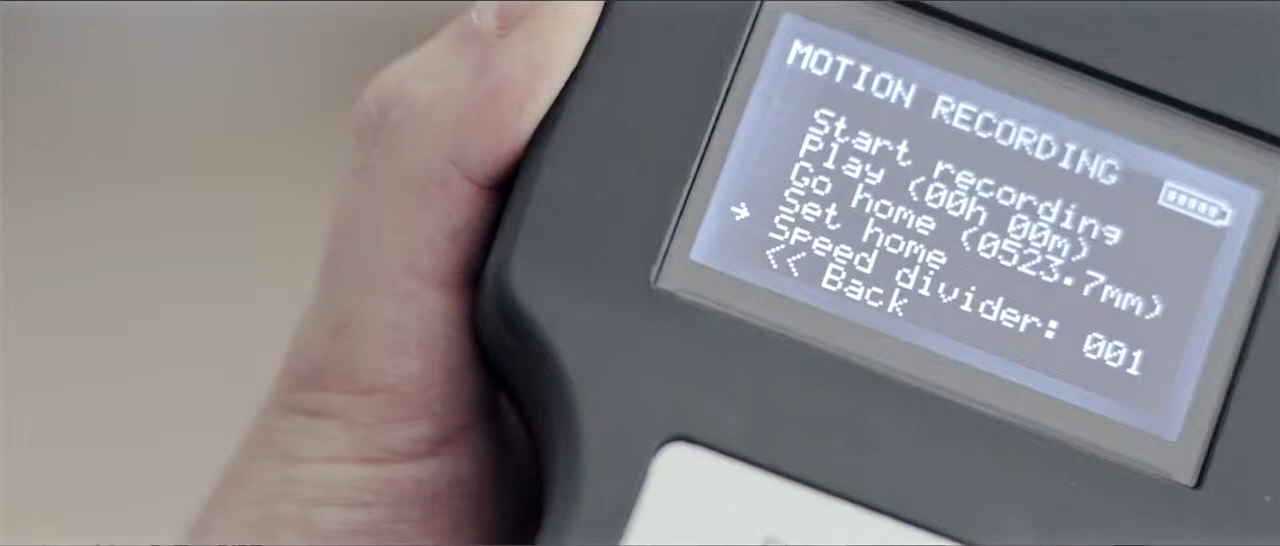 MOTION RECORDING
Start recording
Play (00h 00m)
Go home (0523.7mm)
→ Set home
Speed divider: 001
<< Back